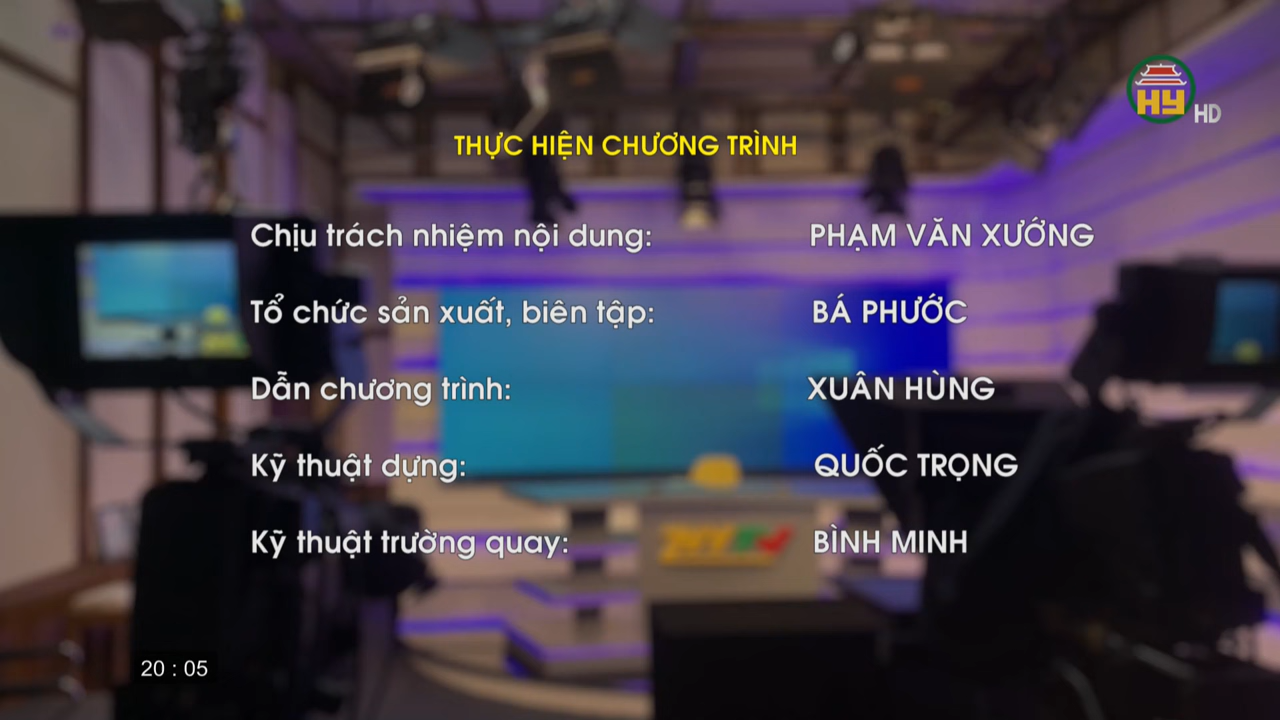 HY HD
THỰC HIỆN CHƯƠNG TRÌNH
Chịu trách nhiệm nội dung: PHẠM VĂN XƯỚNG
Tổ chức sản xuất, biên tập: BÁ PHƯỚC
Dẫn chương trình: XUÂN HÙNG
Kỹ thuật dựng: QUỐC TRỌNG
Kỹ thuật trường quay: BÌNH MINH
20 : 05